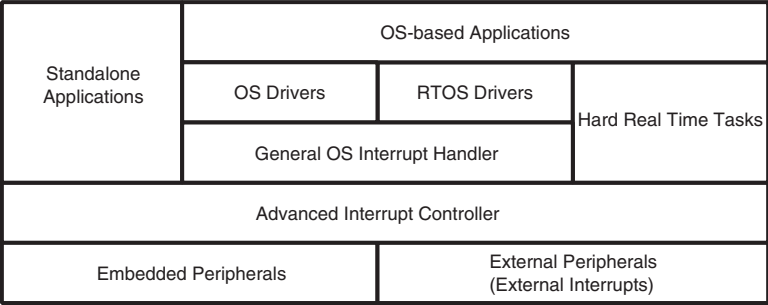 OS-based Applications
Standalone
Applications
OS Drivers
RTOS Drivers
Hard Real Time Tasks
General OS Interrupt Handler
Advanced Interrupt Controller
Embedded Peripherals
External Peripherals
(External Interrupts)